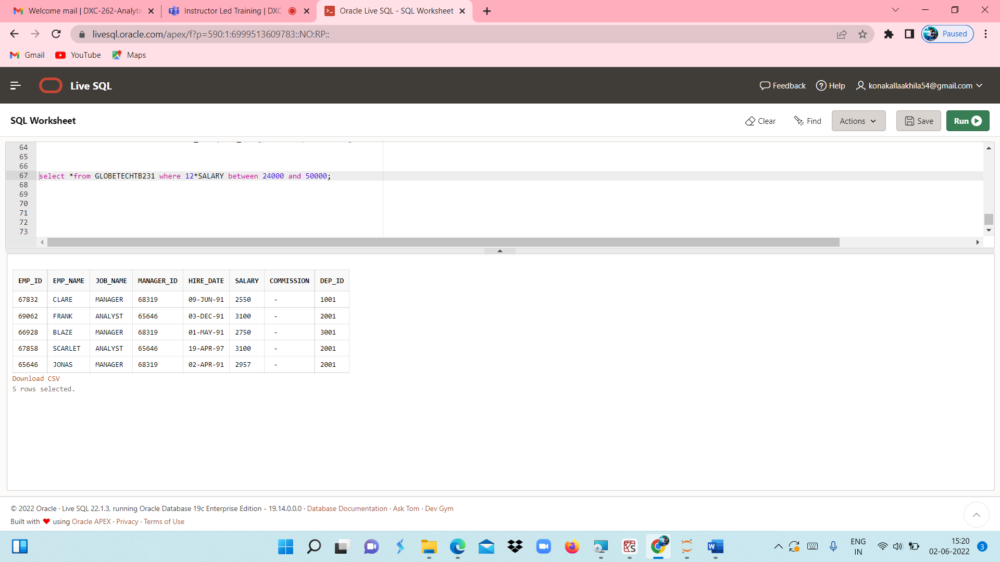 Welcome mail | DXC-262-Analytic
Instructor Led Training | DXC
Oracle Live SQL - SQL Worksheet
livesql.oracle.com/apex/f?p=590:1:6999513609783::NO:RP::
Paused
Gmail YouTube Maps
Live SQL
Feedback Help konakallaakhila54@gmail.com
SQL Worksheet
Clear Find Actions Save Run
64
65
66
67 select *from GLOBETECHTB231 where 12*SALARY between 24000 and 50000;
68
69
70
71
72
73
EMP_ID EMP_NAME JOB_NAME MANAGER_ID HIRE_DATE SALARY COMMISSION DEP_ID
67832 CLARE MANAGER 68319 09-JUN-91 2550 - 1001
69062 FRANK ANALYST 65646 03-DEC-91 3100 - 2001
66928 BLAZE MANAGER 68319 01-MAY-91 2750 - 3001
67858 SCARLET ANALYST 65646 19-APR-97 3100 - 2001
65646 JONAS MANAGER 68319 02-APR-91 2957 - 2001
Download CSV
5 rows selected.
© 2022 Oracle · Live SQL 22.1.3, running Oracle Database 19c Enterprise Edition - 19.14.0.0.0 · Database Documentation · Ask Tom · Dev Gym
Built with ❤ using Oracle APEX · Privacy · Terms of Use
ENG
IN
15:20
02-06-2022
3